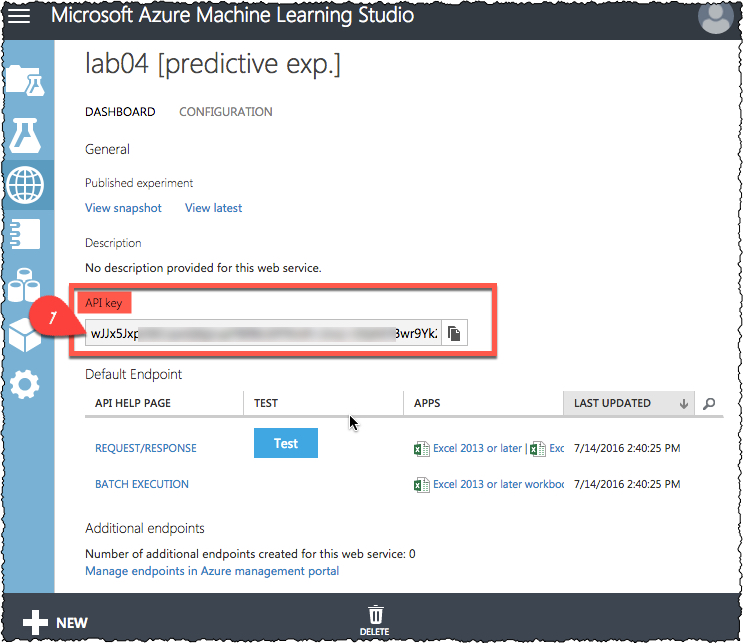 Microsoft Azure Machine Learning Studio
lab04 [predictive exp.]
DASHBOARD CONFIGURATION
General
Published experiment
View snapshot View latest
Description
No description provided for this web service.
API key
1
wJJx5Jxp 3wr9Yk
Default Endpoint
API HELP PAGE TEST APPS LAST UPDATED
REQUEST/RESPONSE Test Excel 2013 or later | Exc 7/14/2016 2:40:25 PM
BATCH EXECUTION Excel 2013 or later workboo 7/14/2016 2:40:25 PM
Additional endpoints
Number of additional endpoints created for this web service: 0
Manage endpoints in Azure management portal
NEW DELETE